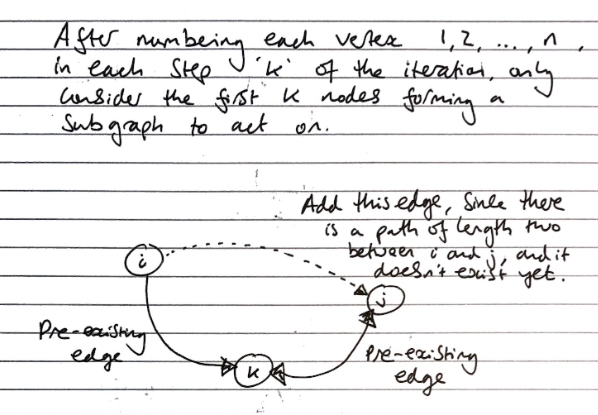 After numbering each vertex 1, 2, ..., n,
in each step 'k' of the iteration, only
consider the first k nodes forming a
subgraph to act on.
Add this edge, since there
is a path of length two
between i and j, and it
doesn't exist yet.
i
j
Pre-existing
edge
k
Pre-existing
edge